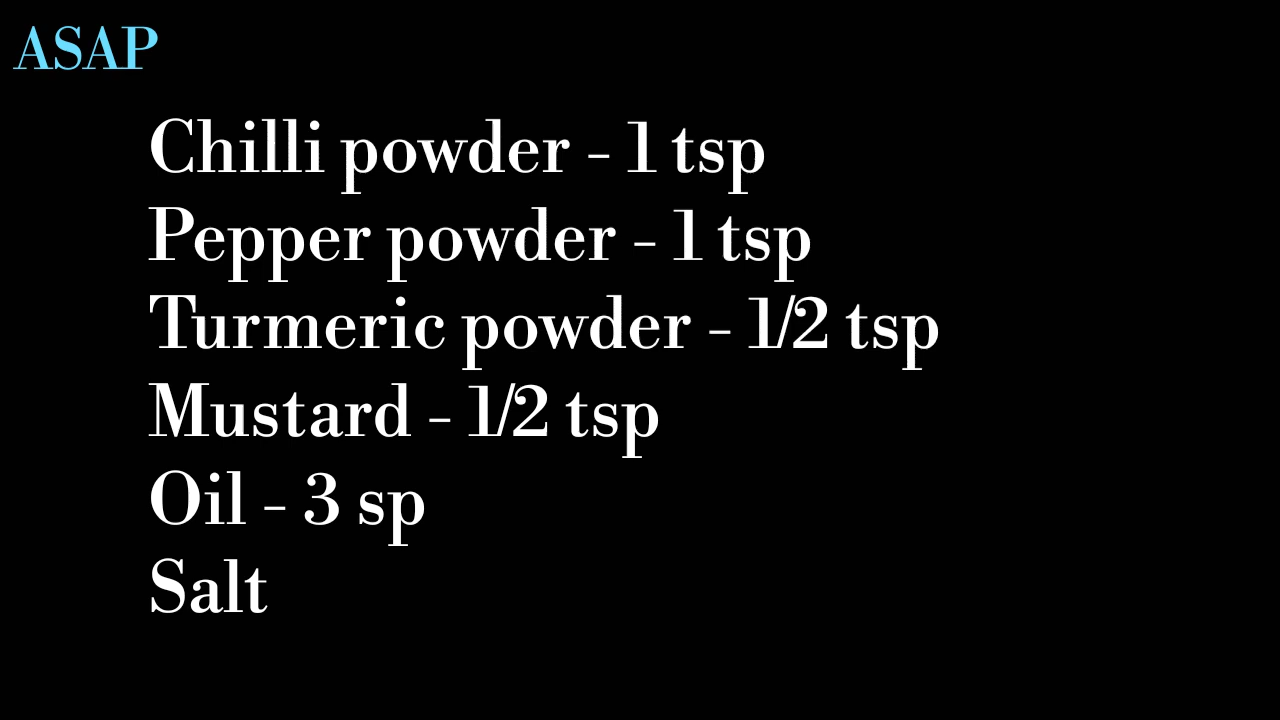 ASAP
Chilli powder - 1 tsp
Pepper powder - 1 tsp
Turmeric powder - 1/2 tsp
Mustard - 1/2 tsp
Oil - 3 sp
Salt